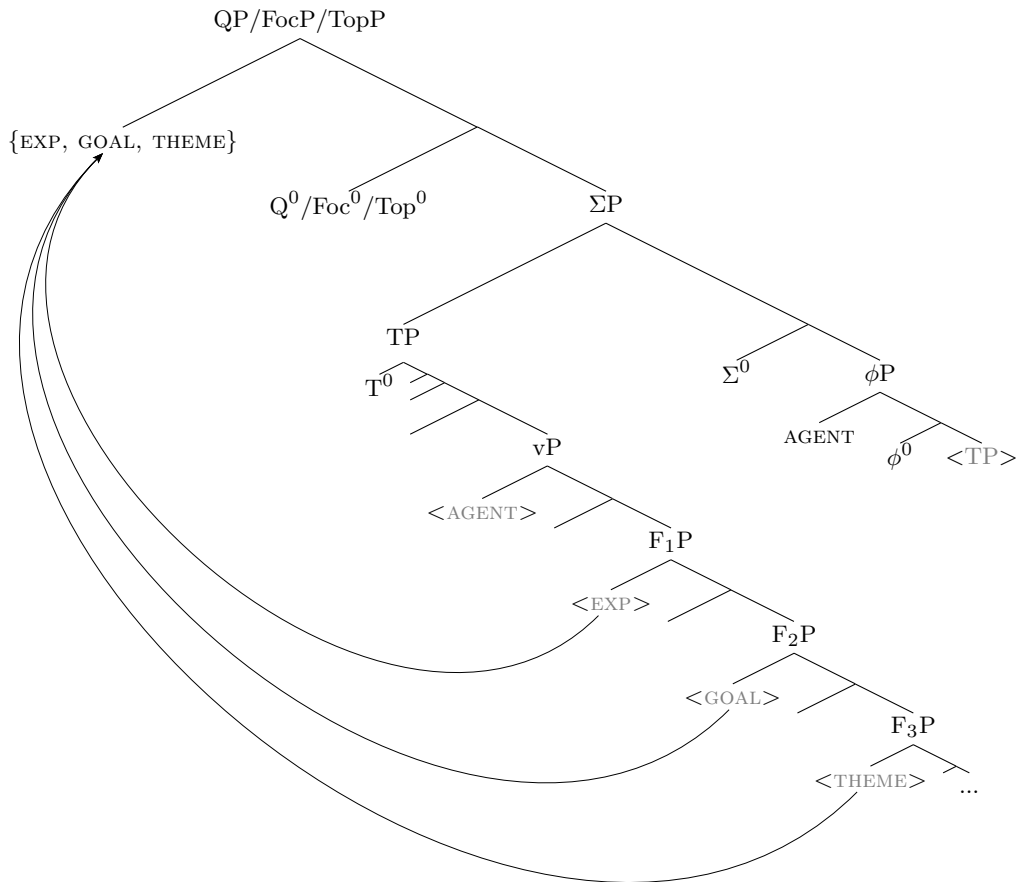 QP/FocP/TopP
{EXP, GOAL, THEME}
Q⁰/Foc⁰/Top⁰
ΣP
TP
T⁰
Σ⁰
ϕP
AGENT
ϕ⁰
<TP>
vP
<AGENT>
F₁P
<EXP>
F₂P
<GOAL>
F₃P
<THEME>
...